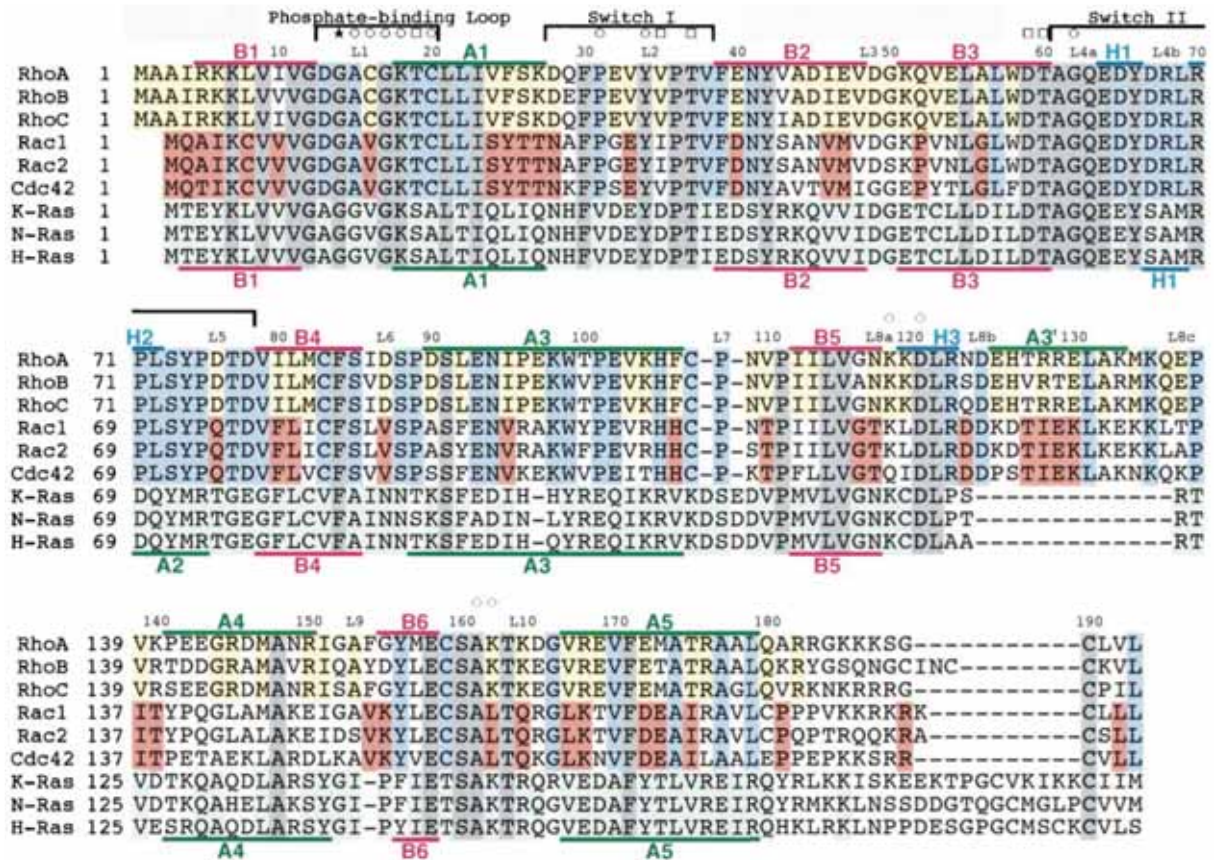 Phosphate-binding Loop Switch I Switch II
B1 10 L1 20 A1 30 L2 40 B2 L3 50 B3 60 L4a H1 L4b 70
RhoA 1 MAAIRKKLVIVGDGACGKTCLLIVFSKDQFPEVYVPTVFENYVADIEVDGKQVELALWDTAGQEDYDRLR
RhoB 1 MAAIRKKLVVVGDGACGKTCLLIVFSKDEFPEVYVPTVFENYVADIEVDGKQVELALWDTAGQEDYDRLR
RhoC 1 MAAIRKKLVIVGDGACGKTCLLIVFSKDQFPEVYVPTVFENYIADIEVDGKQVELALWDTAGQEDYDRLR
Rac1 1 MQAIKCVVVGDGAVGKTCLLISYTTNAFPGEYIPTVFDNYSANVMVDGKPVNLGLWDTAGQEDYDRLR
Rac2 1 MQAIKCVVVGDGAVGKTCLLISYTTNAFPGEYIPTVFDNYSANVMVDSKPVNLGLWDTAGQEDYDRLR
Cdc42 1 MQTIKCVVVGDGAVGKTCLLISYTTNKFPSEYVPTVFDNYAVTVMIGGEPYTLGLFDTAGQEDYDRLR
K-Ras 1 MTEYKLVVVGAGGVGKSALTIQLIQNHFVDEYDPTIEDSYRKQVVIDGETCLLDILDTAGQEEYSAMR
N-Ras 1 MTEYKLVVVGAGGVGKSALTIQLIQNHFVDEYDPTIEDSYRKQVVIDGETCLLDILDTAGQEEYSAMR
H-Ras 1 MTEYKLVVVGAGGVGKSALTIQLIQNHFVDEYDPTIEDSYRKQVVIDGETCLLDILDTAGQEEYSAMR
B1 A1 B2 B3 H1
H2 L5 80 B4 L6 90 A3 100 L7 110 B5 L8a 120 H3 L8b A3' 130 L8c
RhoA 71 PLSYPDTDVILMCFSIDSPDSLENIPEKWTPEVKHFC-P-NVPIILVGNKKDLRNDEHTRRELAKMKQEP
RhoB 71 PLSYPDTDVILMCFSVDSPDSLENIPEKWVPEVKHFC-P-NVPIILVANKKDLRSDEHVRTELARMKQEP
RhoC 71 PLSYPDTDVILMCFSIDSPDSLENIPEKWTPEVKHFC-P-NVPIILVGNKKDLRQDEHTRRELAKMKQEP
Rac1 69 PLSYPQTDVFLICFSLVSPASFENVRAKWYPEVRHHC-P-NTPIILVGTKLDLRDDKDTIEKLKEKKLTP
Rac2 69 PLSYPQTDVFLICFSLVSPASYENVRAKWFPEVRHHC-P-STPIILVGTKLDLRDDKDTIEKLKEKKLAP
Cdc42 69 PLSYPQTDVFLVCFSVVSPSSFENVKEKWVPEITHHC-P-KTPFLLVGTQIDLRDDPSTIEKLAKNKQKP
K-Ras 69 DQYMRTGEGFLCVFAINNTKSFEDIH-HYREQIKRVKDSEDVPMVLVGNKCDLPS------------RT
N-Ras 69 DQYMRTGEGFLCVFAINNSKSFADIN-LYREQIKRVKDSDDVPMVLVGNKCDLPT------------RT
H-Ras 69 DQYMRTGEGFLCVFAINNTKSFEDIH-QYREQIKRVKDSDDVPMVLVGNKCDLAA------------RT
A2 B4 A3 B5
140 A4 150 L9 B6 160 L10 170 A5 180 190
RhoA 139 VKPEEGRDMANRIGAFGYMECSAKTKDGVREVFEMATRAALQARRGKKKSG----------CLVL
RhoB 139 VRTDDGRAMAVRIQAYDYLECSAKTKEGVREVFETATRAALQKRYGSQNGCINC--------CKVL
RhoC 139 VRSEEGRDMANRISAFGYLECSAKTKEGVREVFEMATRAGLQVRKNKRRRG----------CPIL
Rac1 137 ITYPQGLAMAKEIGAVKYLECSALTQRGLKTVFDEAIRAVLCPPPVKKRKRK---------CLLL
Rac2 137 ITYPQGLALAKEIDSVKYLECSALTQRGLKTVFDEAIRAVLCPQPTRQQKRA---------CSLL
Cdc42 137 ITPETAEKLARDLKAVKYVECSALTQKGLKNVFDEAILAALEPPEPKKSRR----------CVLL
K-Ras 125 VDTKQAQDLARSYGI-PFIETSAKTRQRVEDAFYTLVREIRQYRLKKISKEEKTPGCVKIKKCIIM
N-Ras 125 VDTKQAHELAKSYGI-PFIETSAKTRQGVEDAFYTLVREIRQYRMKKLNSSDDGTQGCMGLPCVVM
H-Ras 125 VESRQAQDLARSYGI-PYIETSAKTRQGVEDAFYTLVREIRQHKLRKLNPPDESGPGCMSCKCVLS
A4 B6 A5